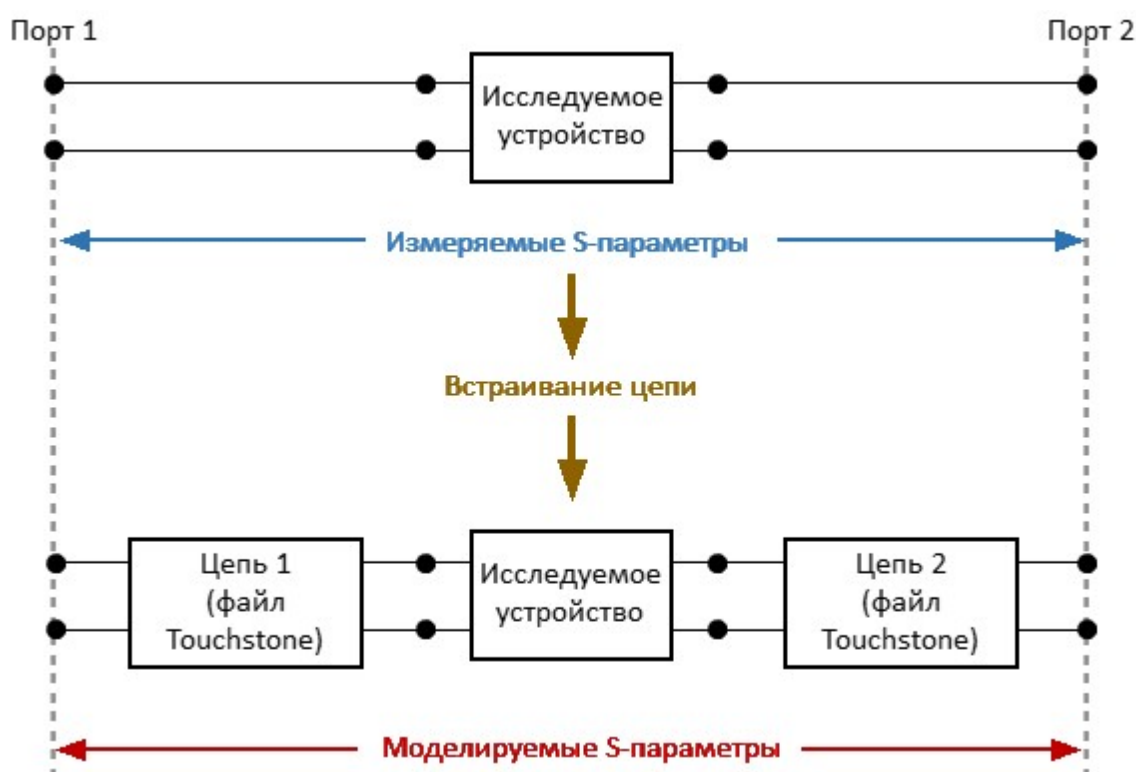 Порт 1
Порт 2
Исследуемое
устройство
Измеряемые S-параметры
Встраивание цепи
Цепь 1
(файл
Touchstone)
Исследуемое
устройство
Цепь 2
(файл
Touchstone)
Моделируемые S-параметры